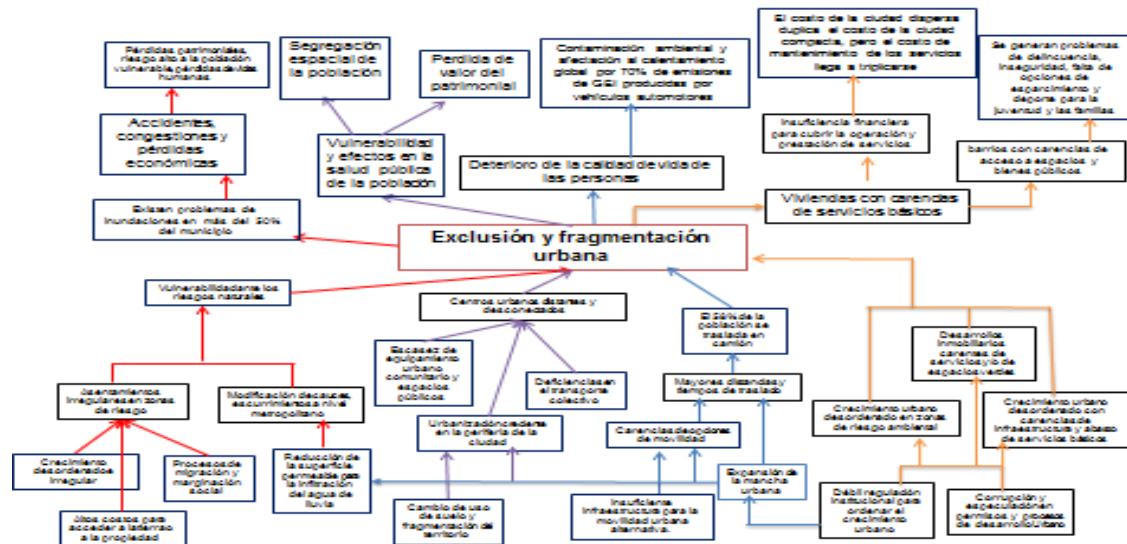 Pérdidas patrimoniales,
riesgo alto a la población
vulnerable, pérdidas de vidas
humanas
Segregación
espacial de la
población
Perdida de
valor del
patrimonial
Contaminación ambiental y
afectación al calentamiento
global por 70% de emisiones
de GEI producidas por
vehículos automotores
El costo de la ciudad dispersa
duplica el costo de la ciudad
compacta, pero el costo de
mantenimiento de los servicios
llega a triplicarse
Se generan problemas
de delincuencia,
inseguridad, falta de
opciones de
esparcimiento y
deporte para la
juventud y las familias
Accidentes,
congestiones y
pérdidas
económicas
Vulnerabilidad
y efectos en la
salud pública
de la población
Deterioro de la calidad de vida de
las personas
Insuficiencia financiera
para cubrir la operación y
prestación de servicios
barrios con carencias de
acceso a espacios y
bienes públicos
Existen problemas de
inundaciones en más del 50%
del municipio
Viviendas con carencias
de servicios básicos
Exclusión y fragmentación
urbana
Vulnerabilidad ante los
riesgos naturales
Centros urbanos distantes y
desconectados
El 56% de la
población se
traslada en
camión
Escasez de
equipamiento
urbano
comunitario y
espacios
públicos
Deficiencias en
el transporte
colectivo
Desarrollos
inmobiliarios
carentes de
servicios y/o de
espacios verdes
Asentamientos
irregulares en zonas
de riesgo
Modificación de cauces,
escurrimientos a nivel
metropolitano
Mayores distancias y
tiempos de traslado
Crecimiento urbano
desordenado en zonas
de riesgo ambiental
Crecimiento urbano
desordenado con
carencias de
infraestructura y abasto
de servicios básicos
Urbanización creciente
en la periferia de la
ciudad
Carencias de opciones
de movilidad
Crecimiento
desordenado e
irregular
Procesos de
migración y
marginación
social
Reducción de
la superficie
permeable para
la infiltración
del agua de
lluvia
Expansión de
la mancha
urbana
Débil regulación
institucional para
ordenar el
crecimiento
urbano
Corrupción y
especulación en
permisos y procesos
de desarrollo Urbano
Altos costos para
acceder a la tierra o
a la propiedad
Cambio de uso
de suelo y
fragmentación del
territorio
Insuficiente
infraestructura para la
movilidad urbana
alternativa.